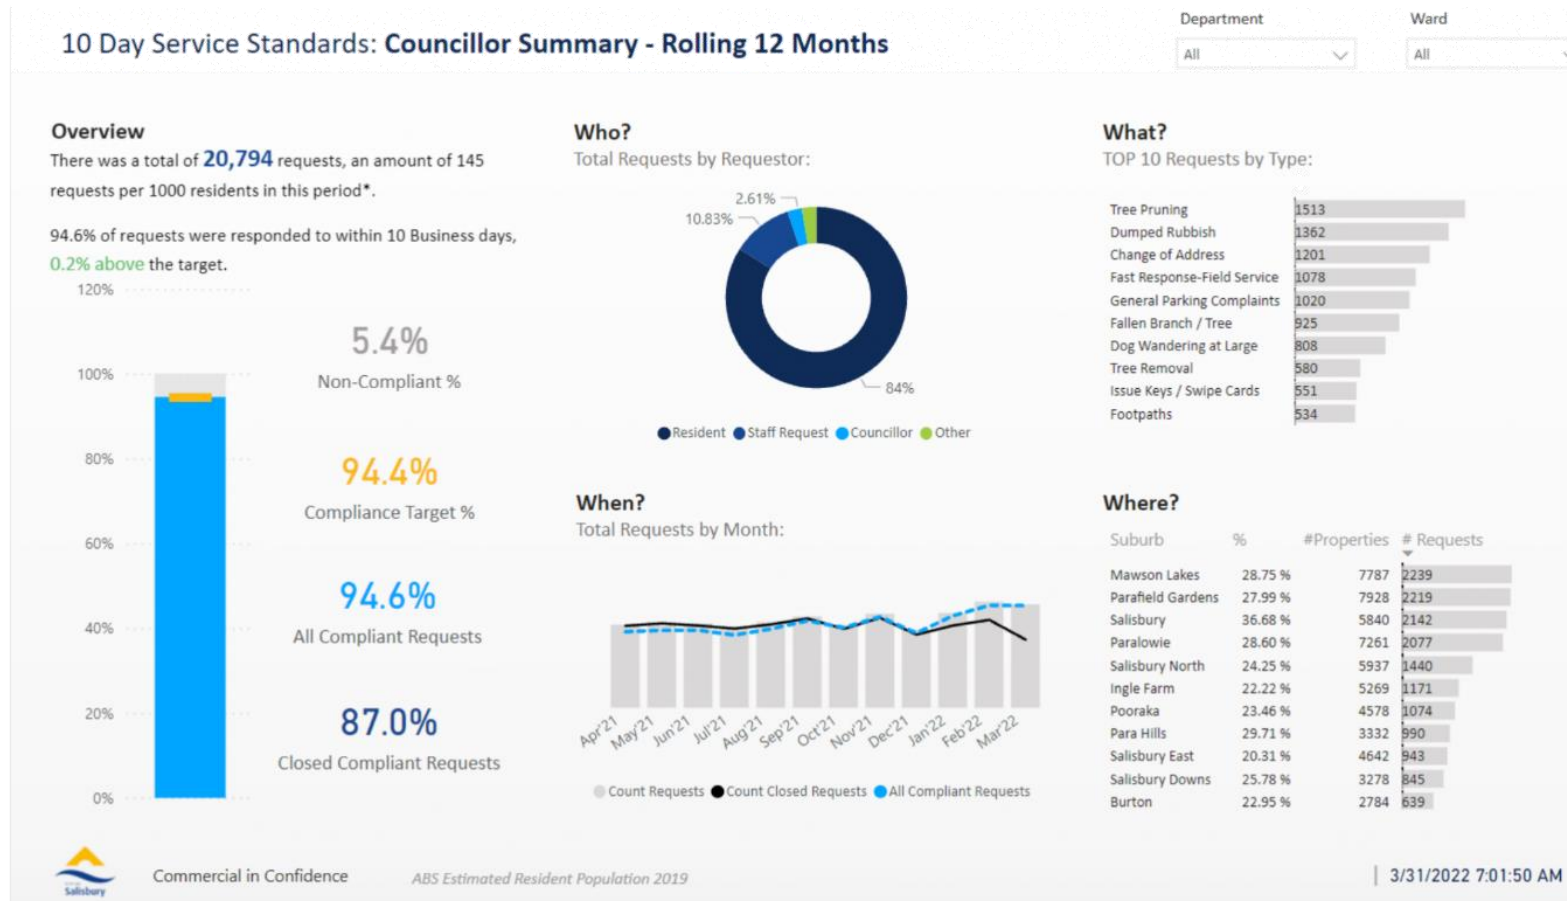 10 Day Service Standards: Councillor Summary - Rolling 12 Months
Department
Ward
All
All
Overview
There was a total of 20,794 requests, an amount of 145
requests per 1000 residents in this period*.
94.6% of requests were responded to within 10 Business days,
0.2% above the target.
120%
100%
80%
60%
40%
20%
0%
5.4%
Non-Compliant %
94.4%
Compliance Target %
94.6%
All Compliant Requests
87.0%
Closed Compliant Requests
Who?
Total Requests by Requestor:
2.61%
10.83%
84%
Resident Staff Request Councillor Other
When?
Total Requests by Month:
Apr'21 May'21 Jun'21 Jul'21 Aug'21 Sep'21 Oct'21 Nov'21 Dec'21 Jan'22 Feb'22 Mar'22
Count Requests Count Closed Requests All Compliant Requests
What?
TOP 10 Requests by Type:
Tree Pruning 1513
Dumped Rubbish 1362
Change of Address 1201
Fast Response-Field Service 1078
General Parking Complaints 1020
Fallen Branch / Tree 925
Dog Wandering at Large 808
Tree Removal 580
Issue Keys / Swipe Cards 551
Footpaths 534
Where?
Suburb % #Properties # Requests
Mawson Lakes 28.75 % 7787 2239
Parafield Gardens 27.99 % 7928 2219
Salisbury 36.68 % 5840 2142
Paralowie 28.60 % 7261 2077
Salisbury North 24.25 % 5937 1440
Ingle Farm 22.22 % 5269 1171
Pooraka 23.46 % 4578 1074
Para Hills 29.71 % 3332 990
Salisbury East 20.31 % 4642 943
Salisbury Downs 25.78 % 3278 845
Burton 22.95 % 2784 639
Salisbury
Commercial in Confidence
ABS Estimated Resident Population 2019
3/31/2022 7:01:50 AM